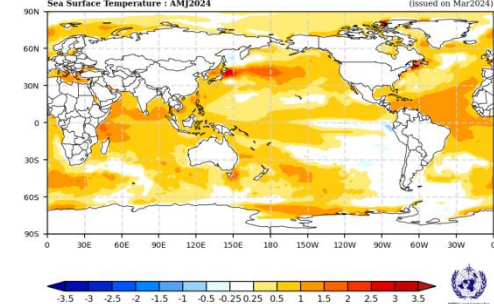 Sea Surface Temperature : AMJ2024
(issued on Mar2024)
90N
60N
30N
0
30S
60S
90S
0 30E 60E 90E 120E 150E 180 150W 120W 90W 60W 30W 0
-3.5 -3 -2.5 -2 -1.5 -1 -0.5 -0.25 0.25 0.5 1 1.5 2 2.5 3 3.5